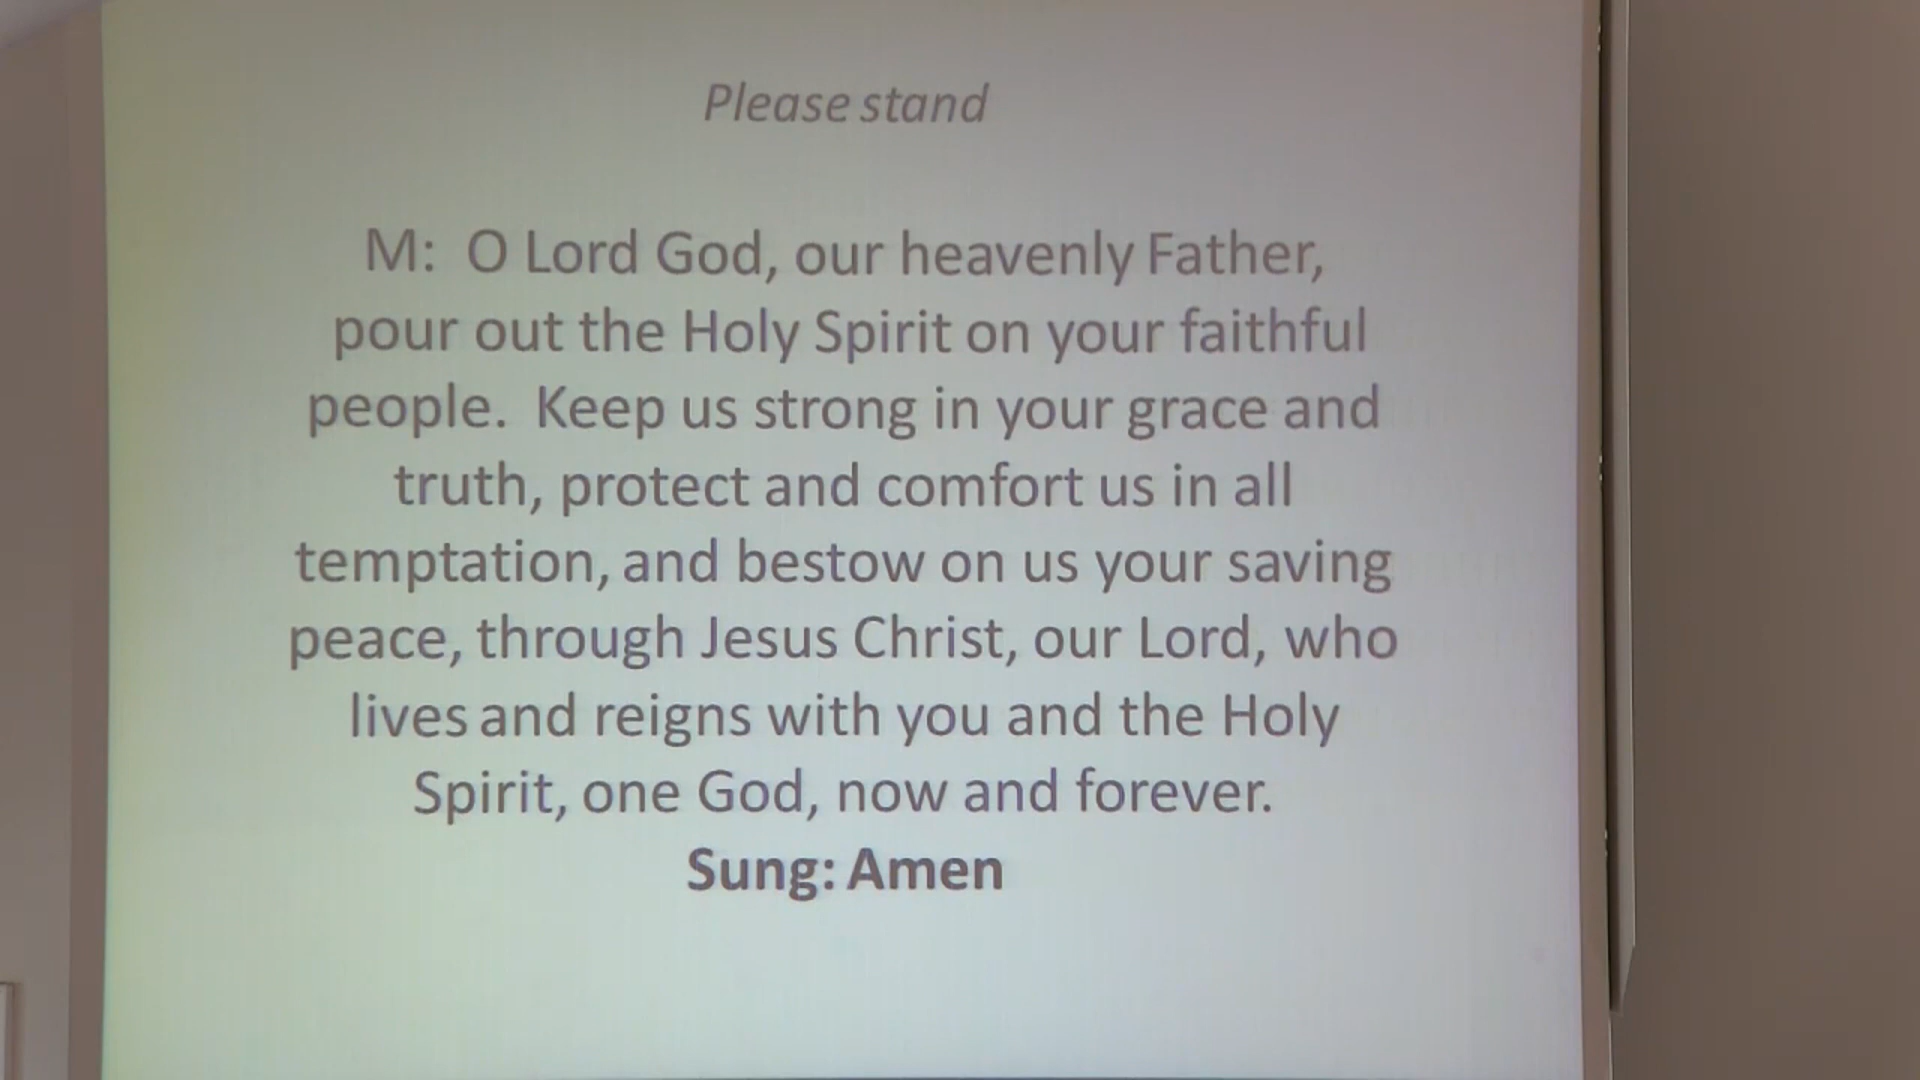 Please stand
M: O Lord God, our heavenly Father,
pour out the Holy Spirit on your faithful
people. Keep us strong in your grace and
truth, protect and comfort us in all
temptation, and bestow on us your saving
peace, through Jesus Christ, our Lord, who
lives and reigns with you and the Holy
Spirit, one God, now and forever.
Sung: Amen